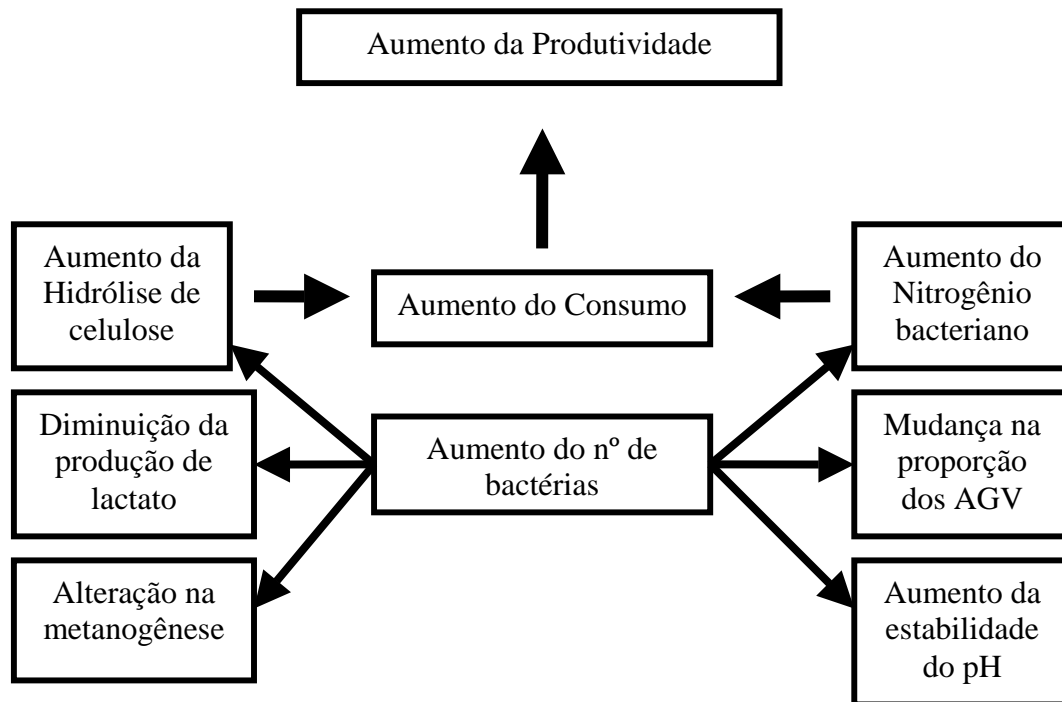 Aumento da Produtividade
Aumento da
Hidrólise de
celulose
Aumento do Consumo
Aumento do
Nitrogênio
bacteriano
Diminuição da
produção de
lactato
Aumento do nº de
bactérias
Mudança na
proporção
dos AGV
Alteração na
metanogênese
Aumento da
estabilidade
do pH